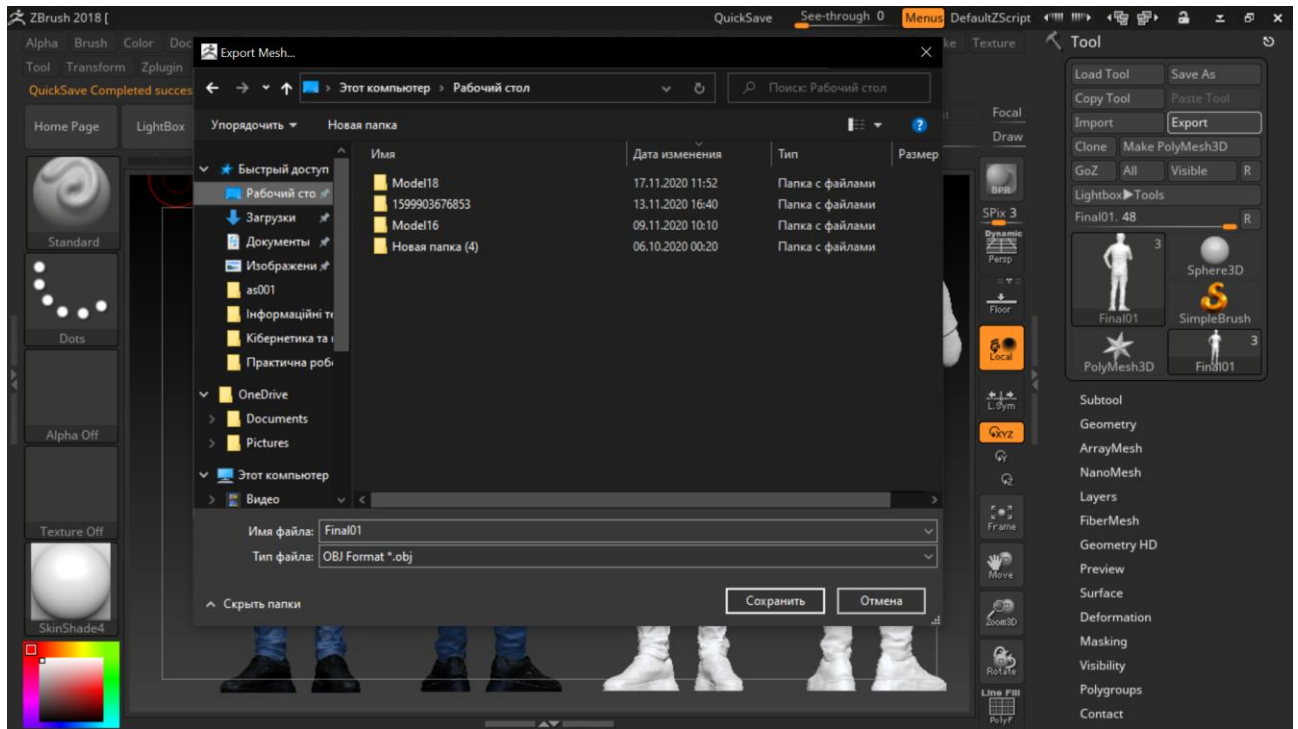 ZBrush 2018 [
QuickSave See-through 0 Menus DefaultZScript
Alpha Brush Color Doc
ke Texture
Tool Transform Zplugin
QuickSave Completed succes
Home Page LightBox
Focal
Draw
Standard
Dots
Alpha Off
Texture Off
SkinShade4
Export Mesh...
Этот компьютер › Рабочий стол
Поиск: Рабочий стол
Упорядочить Новая папка
Имя Дата изменения Тип Размер
Быстрый доступ
Рабочий сто
Загрузки
Документы
Изображени
as001
Інформаційні те
Кібернетика та
Практична робо
OneDrive
Documents
Pictures
Этот компьютер
Видео
Model18 17.11.2020 11:52 Папка с файлами
1599903676853 13.11.2020 16:40 Папка с файлами
Model16 09.11.2020 10:10 Папка с файлами
Новая папка (4) 06.10.2020 00:20 Папка с файлами
Имя файла: Final01
Тип файла: OBJ Format *.obj
Скрыть папки
Сохранить Отмена
BPR
SPix 3
Dynamic
Persp
Floor
Local
L.Sym
XYZ
Frame
Move
Zoom3D
Rotate
Line Fill
PolyF
Tool
Load Tool Save As
Copy Tool Paste Tool
Import Export
Clone Make PolyMesh3D
GoZ All Visible R
Lightbox▶Tools
Final01. 48 R
3
Final01
Sphere3D
SimpleBrush
PolyMesh3D
3
Final01
Subtool
Geometry
ArrayMesh
NanoMesh
Layers
FiberMesh
Geometry HD
Preview
Surface
Deformation
Masking
Visibility
Polygroups
Contact